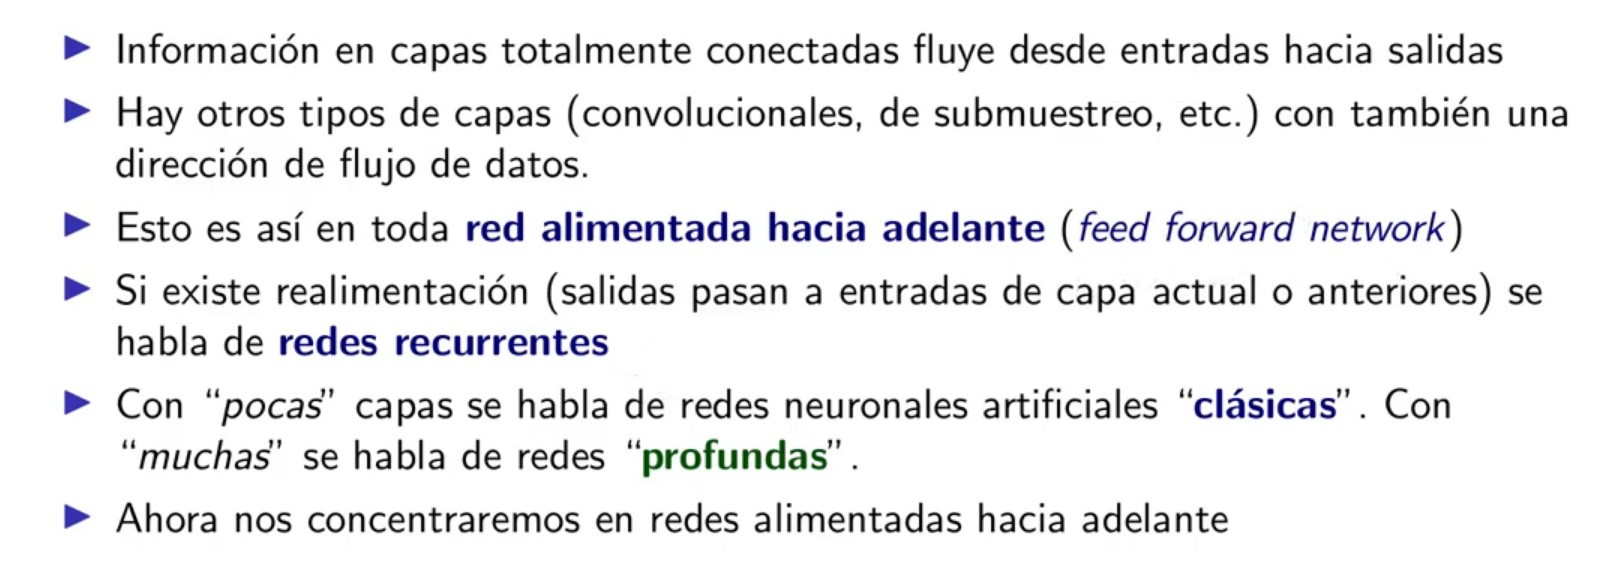 ▶ Información en capas totalmente conectadas fluye desde entradas hacia salidas
▶ Hay otros tipos de capas (convolucionales, de submuestreo, etc.) con también una
dirección de flujo de datos.
▶ Esto es así en toda red alimentada hacia adelante (feed forward network)
▶ Si existe realimentación (salidas pasan a entradas de capa actual o anteriores) se
habla de redes recurrentes
▶ Con “pocas” capas se habla de redes neuronales artificiales “clásicas”. Con
“muchas” se habla de redes “profundas”.
▶ Ahora nos concentraremos en redes alimentadas hacia adelante